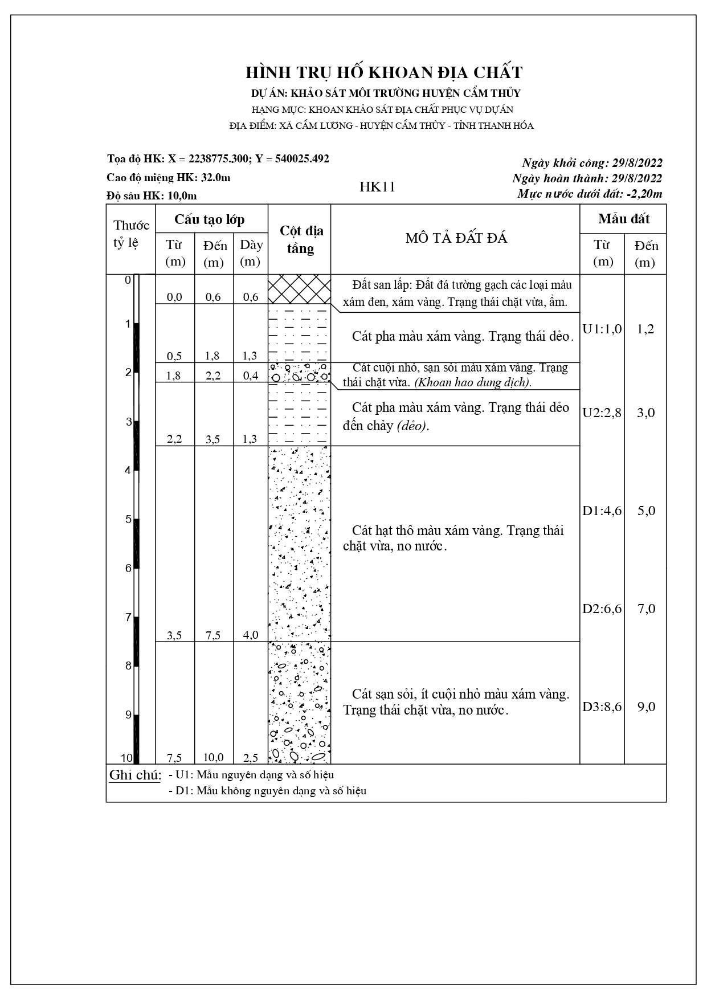 HÌNH TRỤ HỐ KHOAN ĐỊA CHẤT
DỰ ÁN: KHẢO SÁT MÔI TRƯỜNG HUYỆN CẨM THỦY
HẠNG MỤC: KHOAN KHẢO SÁT ĐỊA CHẤT PHỤC VỤ DỰ ÁN
ĐỊA ĐIỂM: XÃ CẨM LƯƠNG - HUYỆN CẨM THỦY - TỈNH THANH HÓA
Tọa độ HK: X = 2238775.300; Y = 540025.492
Cao độ miệng HK: 32.0m
Độ sâu HK: 10,0m
HK11
Ngày khởi công: 29/8/2022
Ngày hoàn thành: 29/8/2022
Mực nước dưới đất: -2,20m
Thước
tỷ lệ
Cấu tạo lớp
Từ
(m)
Đến
(m)
Dày
(m)
Cột địa
tầng
MÔ TẢ ĐẤT ĐÁ
Mẫu đất
Từ
(m)
Đến
(m)
0
0,0 0,6 0,6
Đất san lấp: Đất đá tường gạch các loại màu
xám đen, xám vàng. Trạng thái chặt vừa, ẩm.
1
U1:1,0 1,2
Cát pha màu xám vàng. Trạng thái dẻo.
0,5 1,8 1,3
2
1,8 2,2 0,4
Cát cuội nhỏ, sạn sỏi màu xám vàng. Trạng
thái chặt vừa. (Khoan hao dung dịch).
Cát pha màu xám vàng. Trạng thái dẻo
đến chảy (dẻo).
U2:2,8 3,0
3
2,2 3,5 1,3
4
5
D1:4,6 5,0
Cát hạt thô màu xám vàng. Trạng thái
chặt vừa, no nước.
6
D2:6,6 7,0
7
3,5 7,5 4,0
8
Cát sạn sỏi, ít cuội nhỏ màu xám vàng.
Trạng thái chặt vừa, no nước.
D3:8,6 9,0
9
10
7,5 10,0 2,5
Ghi chú: - U1: Mẫu nguyên dạng và số hiệu
- D1: Mẫu không nguyên dạng và số hiệu